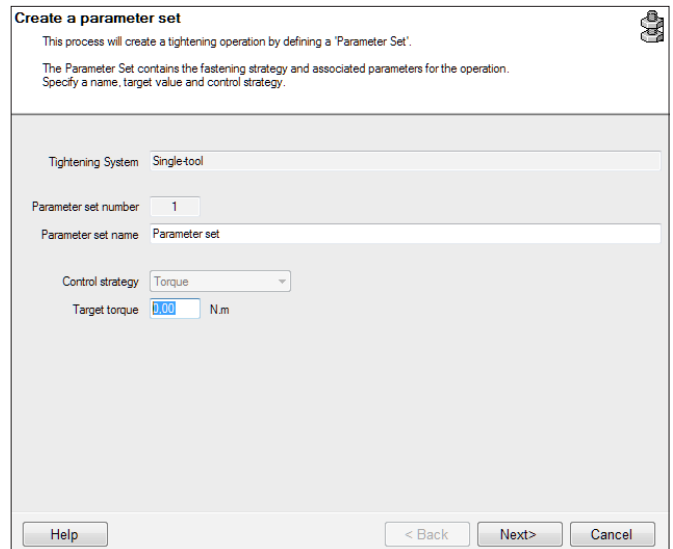 Create a parameter set
This process will create a tightening operation by defining a 'Parameter Set'.
The Parameter Set contains the fastening strategy and associated parameters for the operation.
Specify a name, target value and control strategy.
Tightening System Single-tool
Parameter set number 1
Parameter set name Parameter set
Control strategy Torque
Target torque 0.00 N.m
Help < Back Next> Cancel